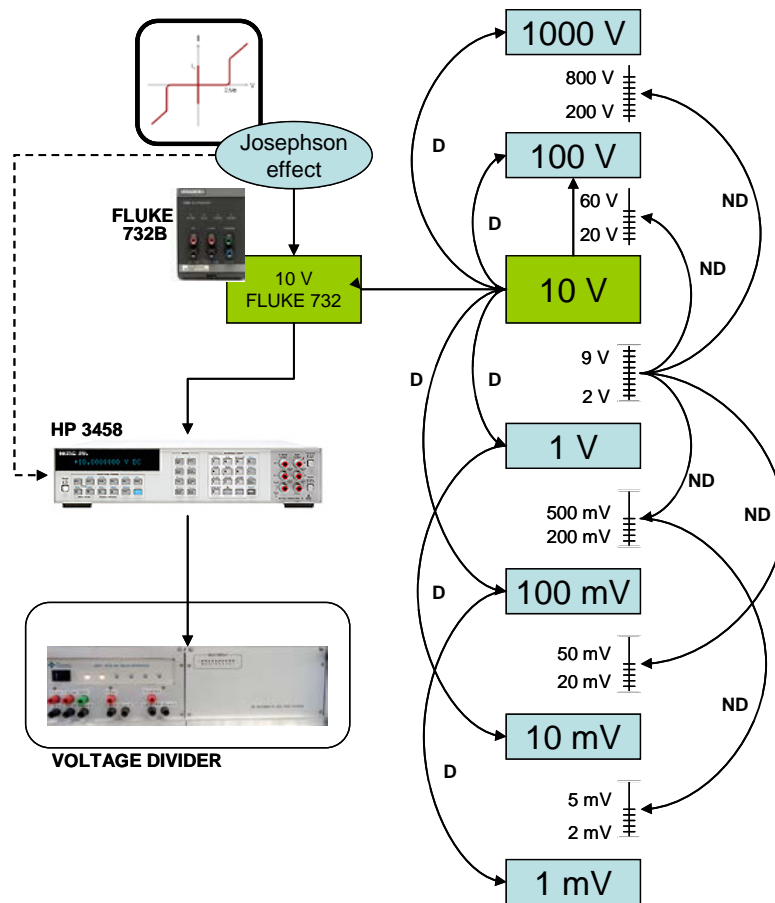 I
I
V
Josephson
effect
FLUKE
732B
10 V
FLUKE 732
HP 3458
VOLTAGE DIVIDER
1000 V
800 V
200 V
D
100 V
60 V
20 V
ND
D
ND
10 V
9 V
2 V
D
D
1 V
ND
500 mV
200 mV
ND
100 mV
D
50 mV
20 mV
ND
10 mV
D
5 mV
2 mV
1 mV